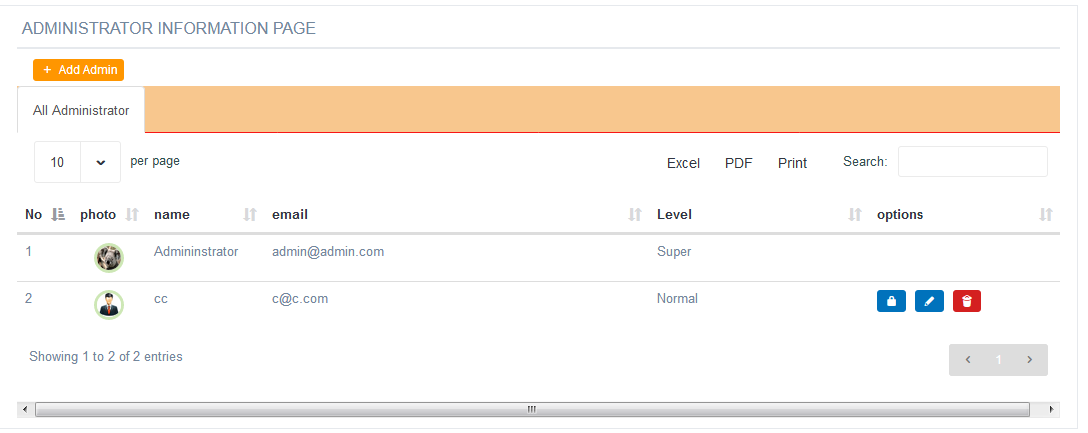 ADMINISTRATOR INFORMATION PAGE
+ Add Admin
All Administrator
10 per page Excel PDF Print Search:
No photo name email Level options
1 Admininstrator admin@admin.com Super
2 cc c@c.com Normal
Showing 1 to 2 of 2 entries ‹ 1 ›